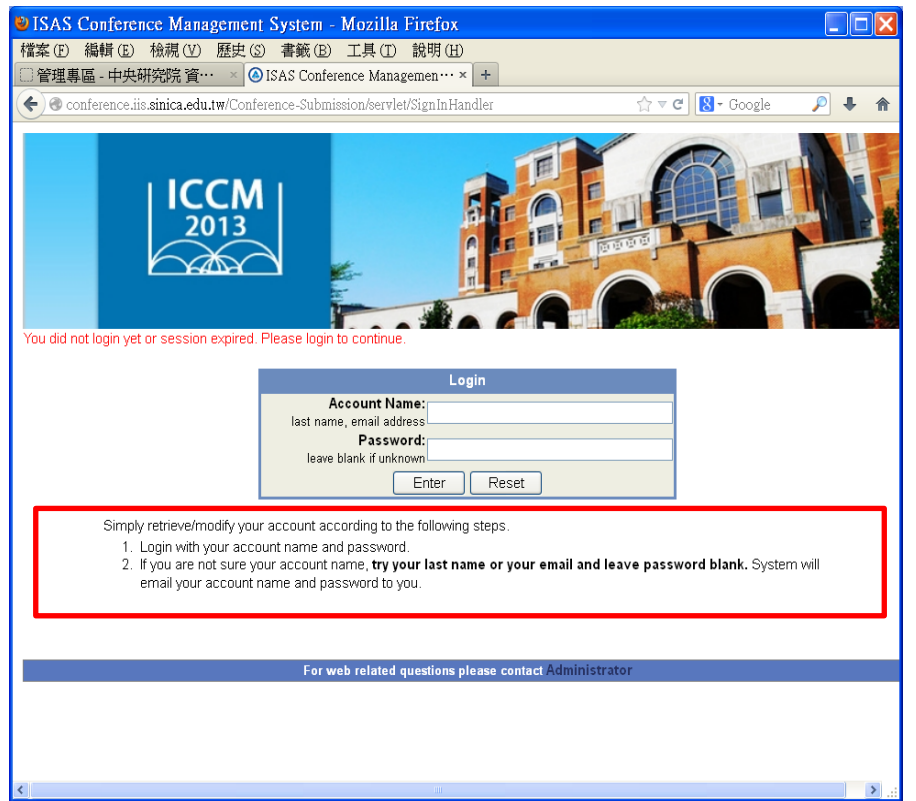 ISAS Conference Management System - Mozilla Firefox
檔案(F) 編輯(E) 檢視(V) 歷史(S) 書籤(B) 工具(T) 說明(H)
管理專區 - 中央研究院 資… × ISAS Conference Managemen… × +
conference.iis.sinica.edu.tw/Conference-Submission/servlet/SignInHandler 8 - Google
ICCM
2013
You did not login yet or session expired. Please login to continue.
Login
Account Name:
last name, email address
Password:
leave blank if unknown
Enter Reset
Simply retrieve/modify your account according to the following steps.
1. Login with your account name and password.
2. If you are not sure your account name, try your last name or your email and leave password blank. System will
email your account name and password to you.
For web related questions please contact Administrator